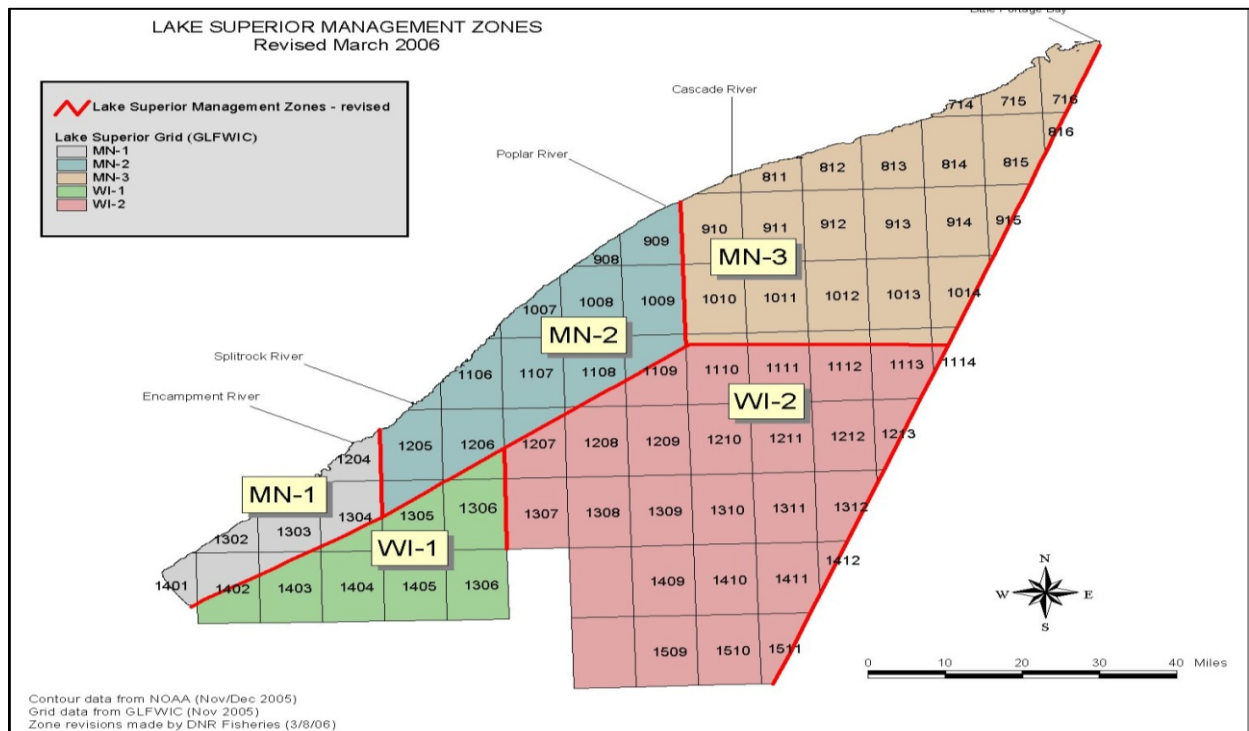 LAKE SUPERIOR MANAGEMENT ZONES
Revised March 2006
Little Portage Bay
Lake Superior Management Zones - revised
Lake Superior Grid (GLFWIC)
MN-1
MN-2
MN-3
WI-1
WI-2
Cascade River
Poplar River
Splitrock River
Encampment River
714 715 716
816
811 812 813 814 815
909 910 911 912 913 914 915
908
MN-3
1007 1008 1009 1010 1011 1012 1013 1014
MN-2
1106 1107 1108 1109 1110 1111 1112 1113 1114
WI-2
1204 1205 1206 1207 1208 1209 1210 1211 1212 1213
MN-1
1302 1303 1304 1305 1306 1307 1308 1309 1310 1311 1312
WI-1
1401 1402 1403 1404 1405 1306 1409 1410 1411 1412
1509 1510 1511
N
W E
S
0 10 20 30 40 Miles
Contour data from NOAA (Nov/Dec 2005)
Grid data from GLFWIC (Nov 2005)
Zone revisions made by DNR Fisheries (3/8/06)